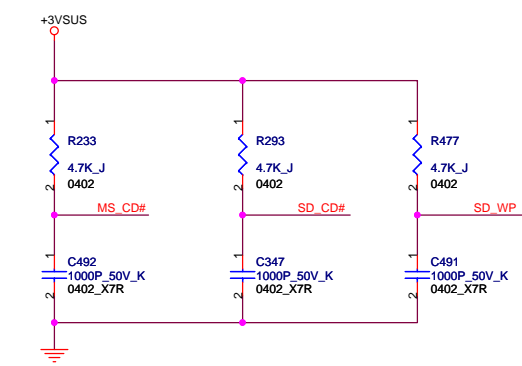 +3VSUS
1
1
1
R233
R293
R477
4.7K_J
4.7K_J
4.7K_J
2
0402
2
0402
2
0402
MS_CD#
SD_CD#
SD_WP
1
1
1
C492
C347
C491
1000P_50V_K
1000P_50V_K
1000P_50V_K
2
0402_X7R
2
0402_X7R
2
0402_X7R